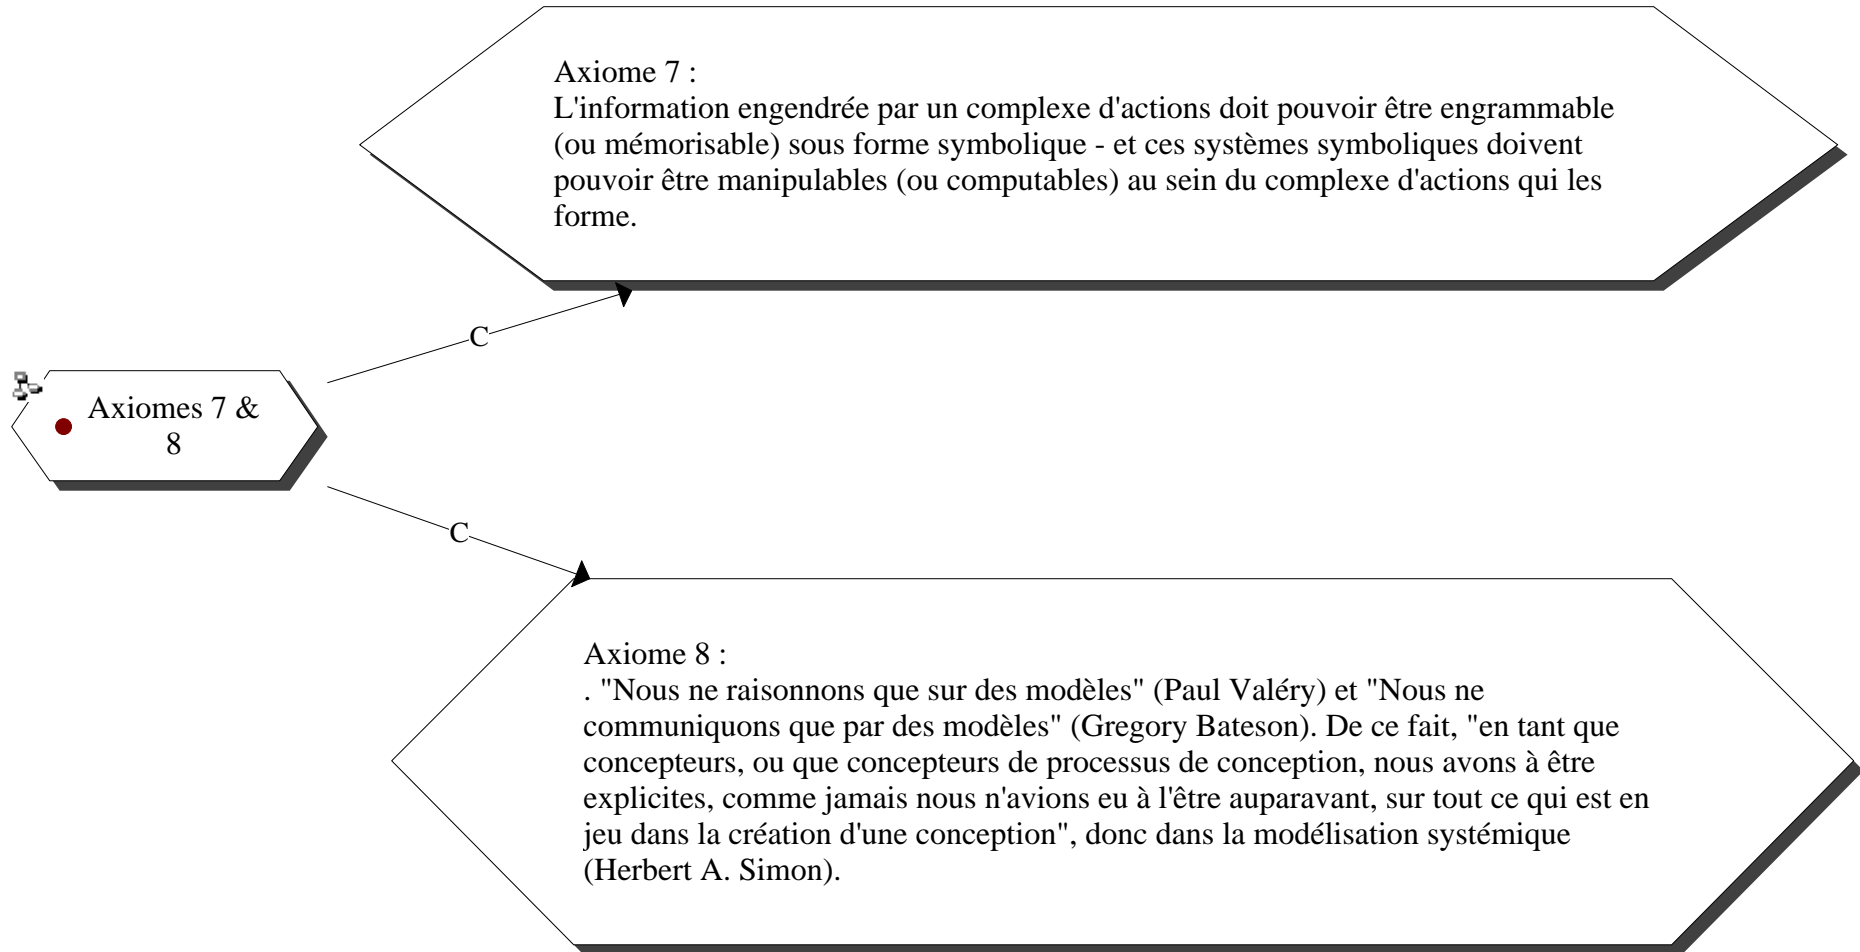 Axiome 7 :
L'information engendrée par un complexe d'actions doit pouvoir être engrammable
(ou mémorisable) sous forme symbolique - et ces systèmes symboliques doivent
pouvoir être manipulables (ou computables) au sein du complexe d'actions qui les
forme.
C
Axiomes 7 &
8
C
Axiome 8 :
. "Nous ne raisonnons que sur des modèles" (Paul Valéry) et "Nous ne
communiquons que par des modèles" (Gregory Bateson). De ce fait, "en tant que
concepteurs, ou que concepteurs de processus de conception, nous avons à être
explicites, comme jamais nous n'avions eu à l'être auparavant, sur tout ce qui est en
jeu dans la création d'une conception", donc dans la modélisation systémique
(Herbert A. Simon).